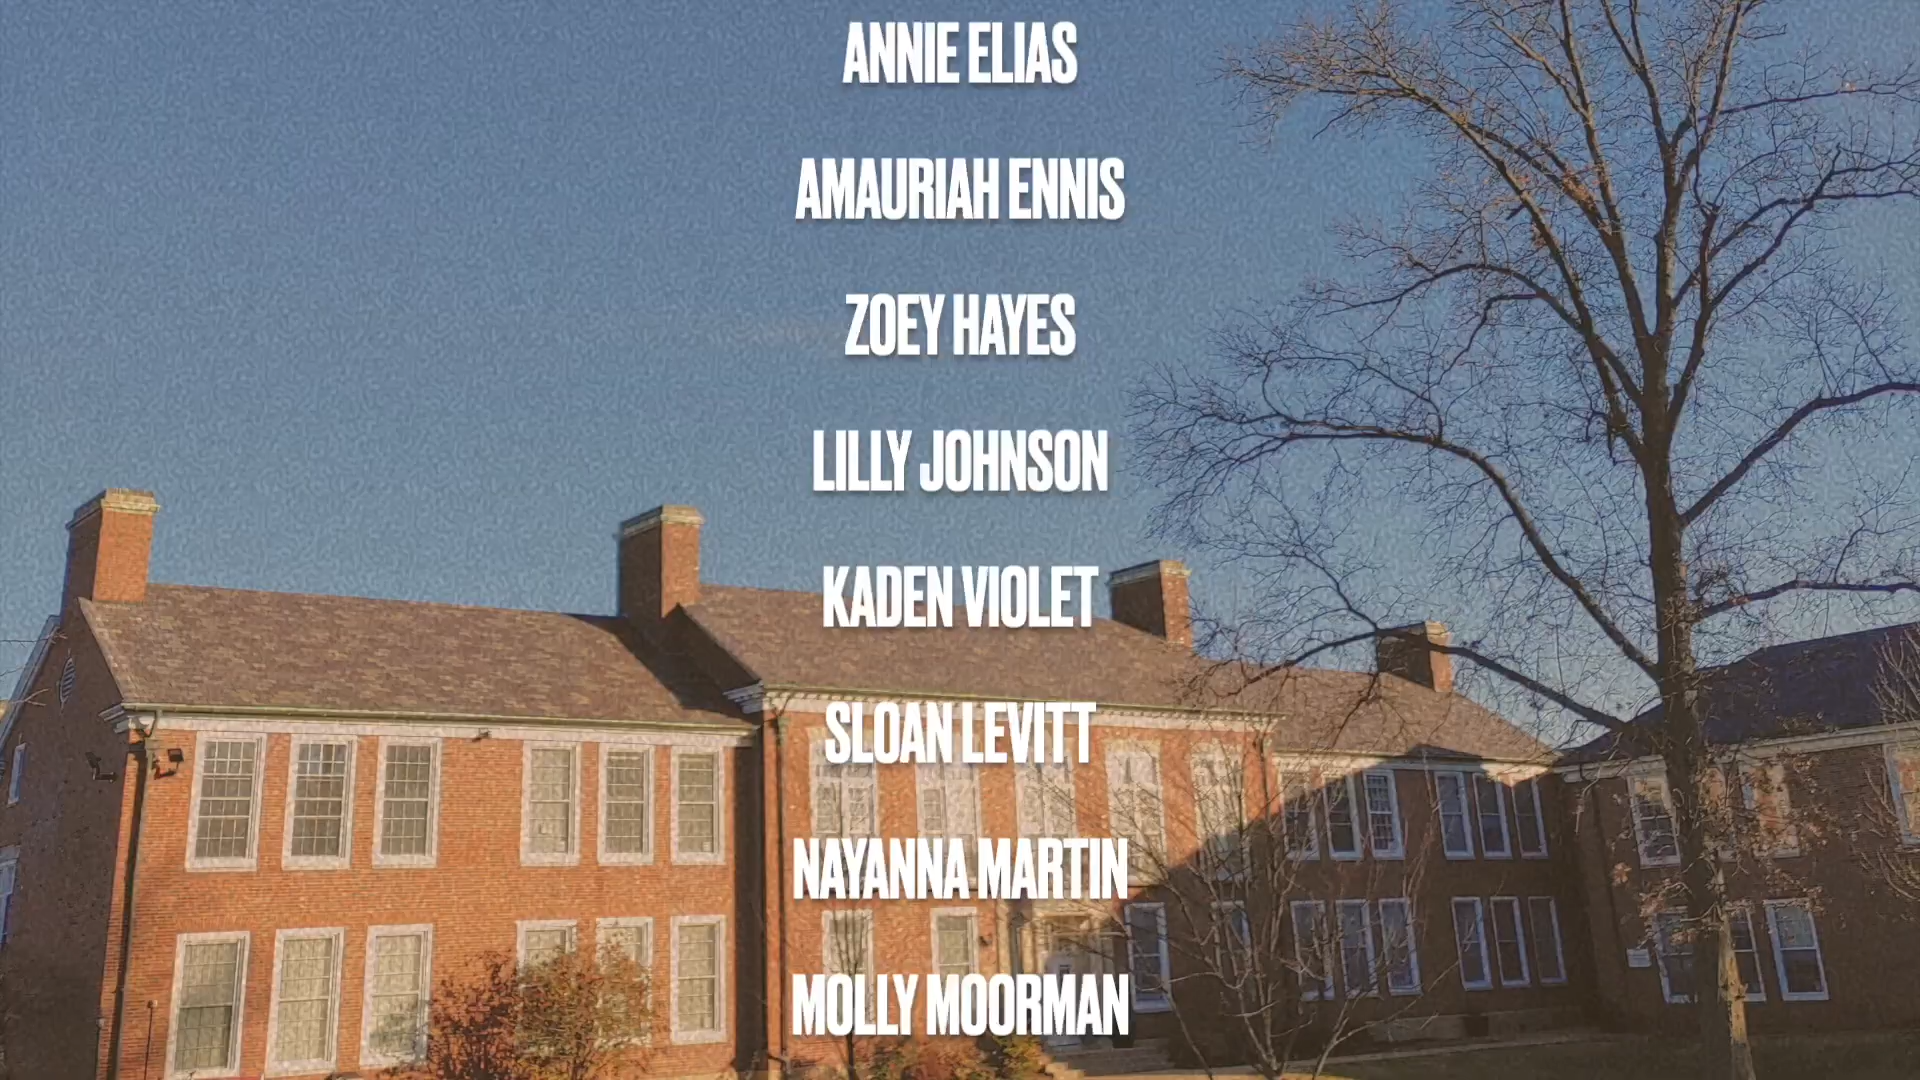 ANNIE ELIAS
AMAURIAH ENNIS
ZOEY HAYES
LILLY JOHNSON
KADEN VIOLET
SLOAN LEVITT
NAYANNA MARTIN
MOLLY MOORMAN